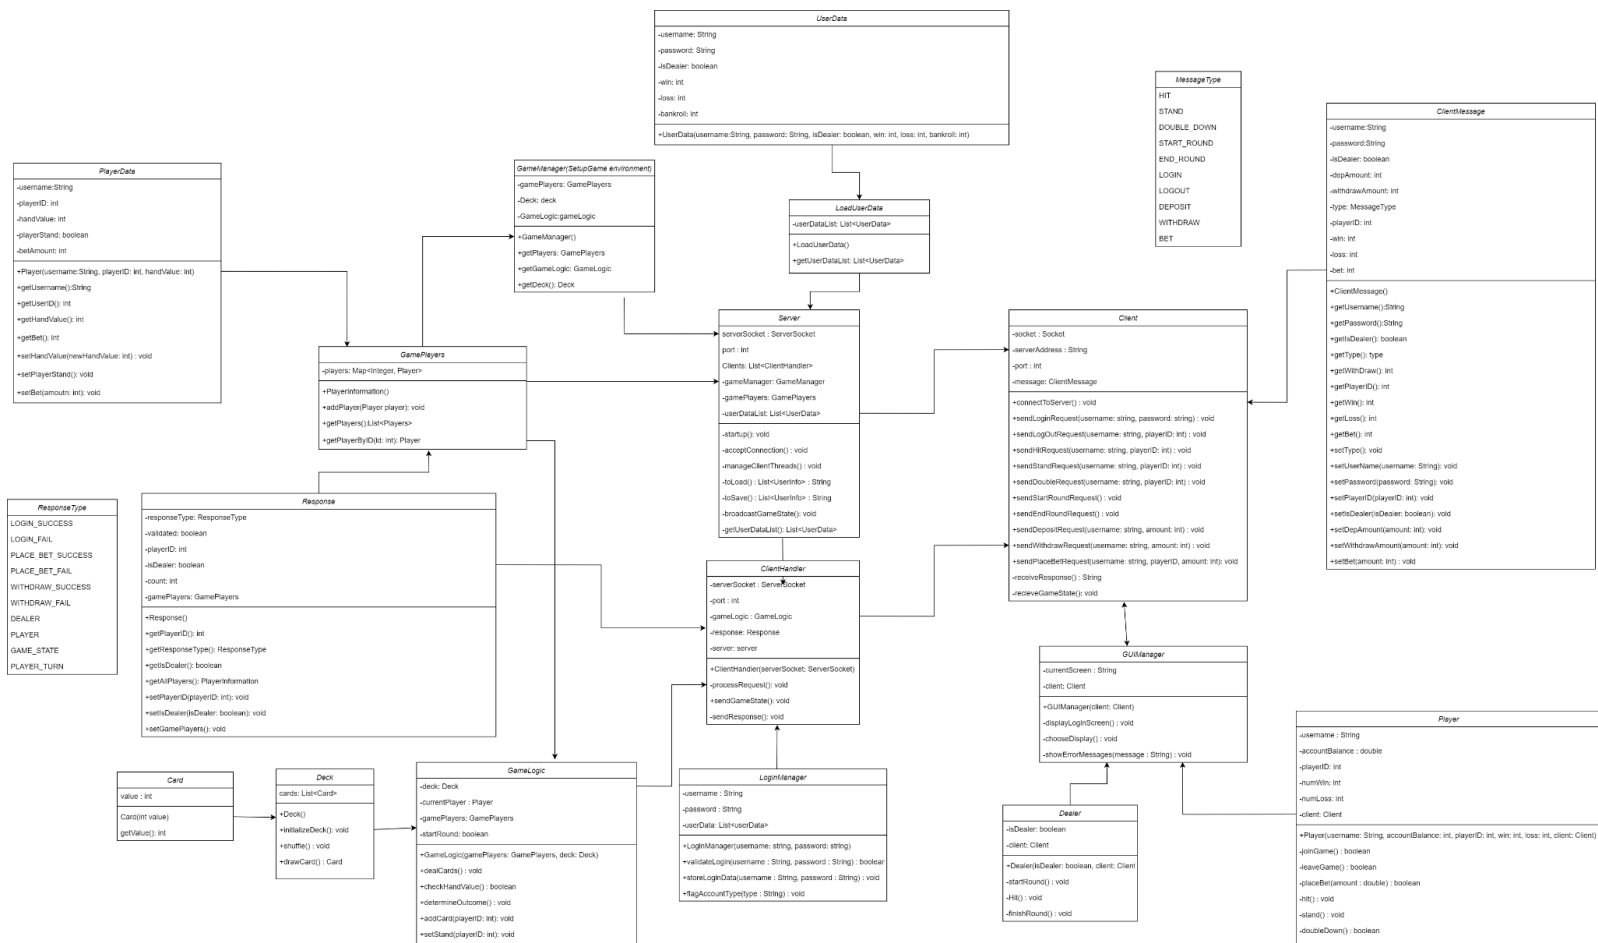 UserData
-username: String
-password: String
-isDealer: boolean
-win: int
-loss: int
-bankroll: int
+UserData(username:String, password: String, isDealer: boolean, win: int, loss: int, bankroll: int)
MessageType
HIT
STAND
DOUBLE_DOWN
START_ROUND
END_ROUND
LOGIN
LOGOUT
DEPOSIT
WITHDRAW
BET
ClientMessage
-username:String
-password:String
-isDealer: boolean
-depAmount: int
-withdrawAmount: int
-type: MessageType
-playerID: int
-win: int
-loss: int
-bet: int
+ClientMessage()
+getUsername():String
+getPassword():String
+getIsDealer(): boolean
+getType(): type
+getWithDraw(): int
+getPlayerID(): int
+getWin(): int
+getLoss(): int
+getBet(): int
+setType(): void
+setUserName(username: String): void
+setPassword(password: String): void
+setPlayerID(playerID: int): void
+setIsDealer(isDealer: boolean): void
+setDepAmount(amount: int): void
+setWithdrawAmount(amount: int): void
+setBet(amount: int) : void
PlayerData
-username:String
-playerID: int
-handValue: int
-playerStand: boolean
-betAmount: int
+Player(username:String, playerID: int, handValue: int)
+getUsername():String
+getUserID(): int
+getHandValue(): int
+getBet(): int
+setHandValue(newHandValue: int) : void
+setPlayerStand(): void
+setBet(amoutn: int): void
GameManager(SetupGame environment)
-gamePlayers: GamePlayers
-Deck: deck
-GameLogic:gameLogic
+GameManager()
+getPlayers: GamePlayers
+getGameLogic: GameLogic
+getDeck(): Deck
LoadUserData
-userDataList: List<UserData>
+LoadUserData()
+getUserDataList: List<UserData>
GamePlayers
-players: Map<Integer, Player>
+PlayerInformation()
+addPlayer(Player player): void
+getPlayers():List<Players>
+getPlayerByID(id: int): Player
Server
serverSocket : ServerSocket
port : int
Clients: List<ClientHandler>
-gameManager: GameManager
-gamePlayers: GamePlayers
-userDataList: List<UserData>
-startup(): void
-acceptConnection() : void
-manageClientThreads() : void
-toLoad() : List<UserInfo> : String
-toSave() : List<UserInfo> : String
-broadcastGameState(): void
-getUserDataList(): List<UserData>
Client
-socket : Socket
-serverAddress : String
-port : int
-message: ClientMessage
+connectToServer() : void
+sendLoginRequest(username: string, password: string) : void
+sendLogOutRequest(username: string, playerID: int) : void
+sendHitRequest(username: string, playerID: int) : void
+sendStandRequest(username: string, playerID: int) : void
+sendDoubleRequest(username: string, playerID: int) : void
+sendStartRoundRequest() : void
+sendEndRoundRequest() : void
+sendDepositRequest(username: string, amount: int) : void
+sendWithdrawRequest(username: string, amount: int) : void
+sendPlaceBetRequest(username: string, playerID, amount: int): void
-receiveResponse() : String
-recieveGameState(): void
ResponseType
LOGIN_SUCCESS
LOGIN_FAIL
PLACE_BET_SUCCESS
PLACE_BET_FAIL
WITHDRAW_SUCCESS
WITHDRAW_FAIL
DEALER
PLAYER
GAME_STATE
PLAYER_TURN
Response
-responseType: ResponseType
-validated: boolean
-playerID: int
-isDealer: boolean
-count: int
-gamePlayers: GamePlayers
+Response()
+getPlayerID(): int
+getResponseType(): ResponseType
+getIsDealer(): boolean
+getAllPlayers(): PlayerInformation
+setPlayerID(playerID: int): void
+setIsDealer(isDealer: boolean): void
+setGamePlayers(): void
ClientHandler
-serverSocket : ServerSocket
-port : int
-gameLogic : GameLogic
-response: Response
-server: server
+ClientHandler(serverSocket: ServerSocket)
-processRequest(): void
+sendGameState(): void
-sendResponse(): void
GUIManager
-currentScreen : String
-client: Client
+GUIManager(client: Client)
-displayLoginScreen() : void
-chooseDisplay() : void
-showErrorMessages(message : String) : void
Player
-username : String
-accountBalance : double
-playerID: int
-numWin: int
-numLoss: int
-client: Client
+Player(username: String, accountBalance: int, playerID: int, win: int, loss: int, client: Client)
-joinGame() : boolean
-leaveGame() : boolean
-placeBet(amount : double) : boolean
-hit() : void
-stand() : void
-doubleDown() : boolean
Card
value : int
Card(int value)
getValue(): int
Deck
cards: List<Card>
+Deck()
+initializeDeck(): void
+shuffle() : void
+drawCard() : Card
GameLogic
-deck: Deck
-currentPlayer : Player
-gamePlayers: GamePlayers
-startRound: boolean
+GameLogic(gamePlayers: GamePlayers, deck: Deck)
+dealCards() : void
+checkHandValue() : boolean
+determineOutcome() : void
+addCard(playerID: int): void
+setStand(playerID: int): void
LoginManager
-username : String
-password : String
-userData: List<userData>
+LoginManager(username: string, password: string)
+validateLogin(username : String, password : String) : boolear
+storeLoginData(username : String, password : String) : void
+flagAccountType(type : String) : void
Dealer
-isDealer: boolean
-client: Client
+Dealer(isDealer: boolean, client: Client
-startRound() : void
-Hit() : void
-finishRound() : void